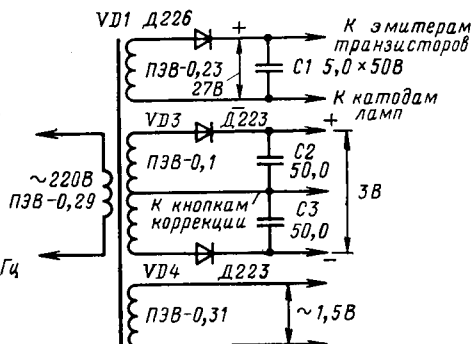 VD1 Д226
+
К эмитерам
транзисторов
ПЭВ-0,23
27В
С1 5,0×50В
К катодам
ламп
VD3 Д223
+
ПЭВ-0,1
С2
50,0
~220В
ПЭВ-0,29
3В
К кнопкам
коррекции
С3
50,0
Гц
VD4 Д223
–
ПЭВ-0,31
~1,5В